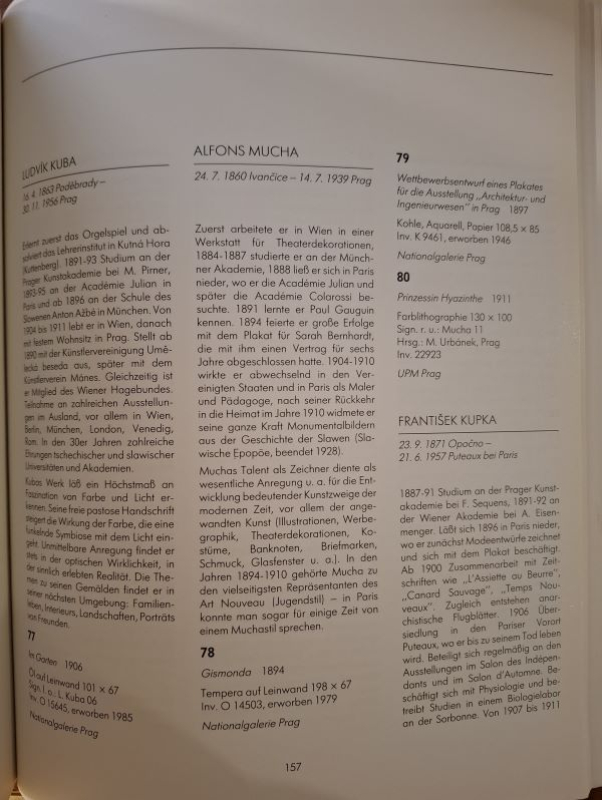 LUDVÍK KUBA
16. 4. 1863 Poděbrady –
30. 11. 1956 Prag
Erlernt zuerst das Orgelspiel und ab-
solviert das Lehrerinstitut in Kutná Hora
(Kuttenberg). 1891-93 Studium an der
Prager Kunstakademie bei M. Pirner,
1893-95 an der Académie Julian in
Paris und ab 1896 an der Schule des
Slowenen Anton Ažbé in München. Von
1904 bis 1911 lebt er in Wien, danach
mit festem Wohnsitz in Prag. Stellt ab
1890 mit der Künstlervereinigung Umě-
lecká beseda aus, später mit dem
Künstlerverein Mánes. Gleichzeitig ist
er Mitglied des Wiener Hagebundes.
Teilnahme an zahlreichen Ausstellun-
gen im Ausland, vor allem in Wien,
Berlin, München, London, Venedig,
Rom. In den 30er Jahren zahlreiche
Ehrungen tschechischer und slawischer
Universitäten und Akademien.
Kubas Werk läß ein Höchstmaß an
Faszination von Farbe und Licht er-
kennen. Seine freie pastose Handschrift
steigert die Wirkung der Farbe, die eine
funkelnde Symbiose mit dem Licht ein-
geht. Unmittelbare Anregung findet er
stets in der optischen Wirklichkeit, in
der sinnlich erlebten Realität. Die The-
men zu seinen Gemälden findet er in
seiner nächsten Umgebung: Familien-
leben, Interieurs, Landschaften, Porträts
von Freunden.
77
Im Garten 1906
Öl auf Leinwand 101 × 67
Sign. l. o.: L. Kuba 06
Inv. O 15645, erworben 1985
Nationalgalerie Prag
ALFONS MUCHA
24. 7. 1860 Ivančice – 14. 7. 1939 Prag
Zuerst arbeitete er in Wien in einer
Werkstatt für Theaterdekorationen,
1884-1887 studierte er an der Münch-
ner Akademie, 1888 ließ er sich in Paris
nieder, wo er die Académie Julian und
später die Académie Colarossi be-
suchte. 1891 lernte er Paul Gauguin
kennen. 1894 feierte er große Erfolge
mit dem Plakat für Sarah Bernhardt,
die mit ihm einen Vertrag für sechs
Jahre abgeschlossen hatte. 1904-1910
wirkte er abwechselnd in den Ver-
einigten Staaten und in Paris als Maler
und Pädagoge, nach seiner Rückkehr
in die Heimat im Jahre 1910 widmete er
seine ganze Kraft Monumentalbildern
aus der Geschichte der Slawen (Sla-
wische Epopöe, beendet 1928).
Muchas Talent als Zeichner diente als
wesentliche Anregung u. a. für die Ent-
wicklung bedeutender Kunstzweige der
modernen Zeit, vor allem der ange-
wandten Kunst (Illustrationen, Werbe-
graphik, Theaterdekorationen, Ko-
stüme, Banknoten, Briefmarken,
Schmuck, Glasfenster u. a.). In den
Jahren 1894-1910 gehörte Mucha zu
den vielseitigsten Repräsentanten des
Art Nouveau (Jugendstil) – in Paris
konnte man sogar für einige Zeit von
einem Muchastil sprechen.
78
Gismonda 1894
Tempera auf Leinwand 198 × 67
Inv. O 14503, erworben 1979
Nationalgalerie Prag
79
Wettbewerbsentwurf eines Plakates
für die Ausstellung „Architektur- und
Ingenieurwesen“ in Prag 1897
Kohle, Aquarell, Papier 108,5 × 85
Inv. K 9461, erworben 1946
Nationalgalerie Prag
80
Prinzessin Hyazinthe 1911
Farblithographie 130 × 100
Sign. r. u.: Mucha 11
Hrsg.: M. Urbánek, Prag
Inv. 22923
UPM Prag
FRANTIŠEK KUPKA
23. 9. 1871 Opočno –
21. 6. 1957 Puteaux bei Paris
1887-91 Studium an der Prager Kunst-
akademie bei F. Sequens, 1891-92 an
der Wiener Akademie bei A. Eisen-
menger. Läßt sich 1896 in Paris nieder,
wo er zunächst Modeentwürfe zeichnet
und sich mit dem Plakat beschäftigt.
Ab 1900 Zusammenarbeit mit Zeit-
schriften wie „L'Assiette au Beurre“,
„Canard Sauvage“, „Temps Nou-
veaux“. Zugleich entstehen anar-
chistische Flugblätter. 1906 Über-
siedlung in den Pariser Vorort
Puteaux, wo er bis zu seinem Tod leben
wird. Beteiligt sich regelmäßig an den
Ausstellungen im Salon des Indépen-
dants und im Salon d'Automne. Be-
schäftigt sich mit Physiologie und be-
treibt Studien in einem Biologielabor
an der Sorbonne. Von 1907 bis 1911
157